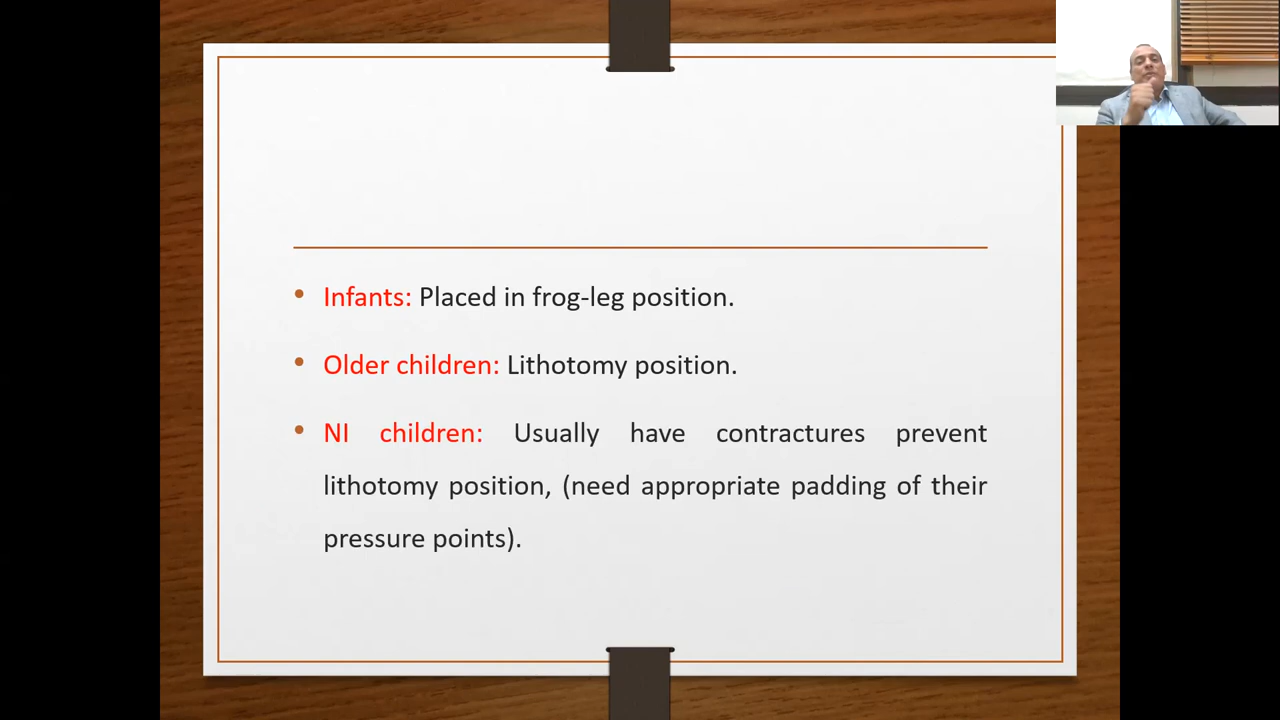 • Infants: Placed in frog-leg position.
• Older children: Lithotomy position.
• NI children: Usually have contractures prevent
lithotomy position, (need appropriate padding of their
pressure points).